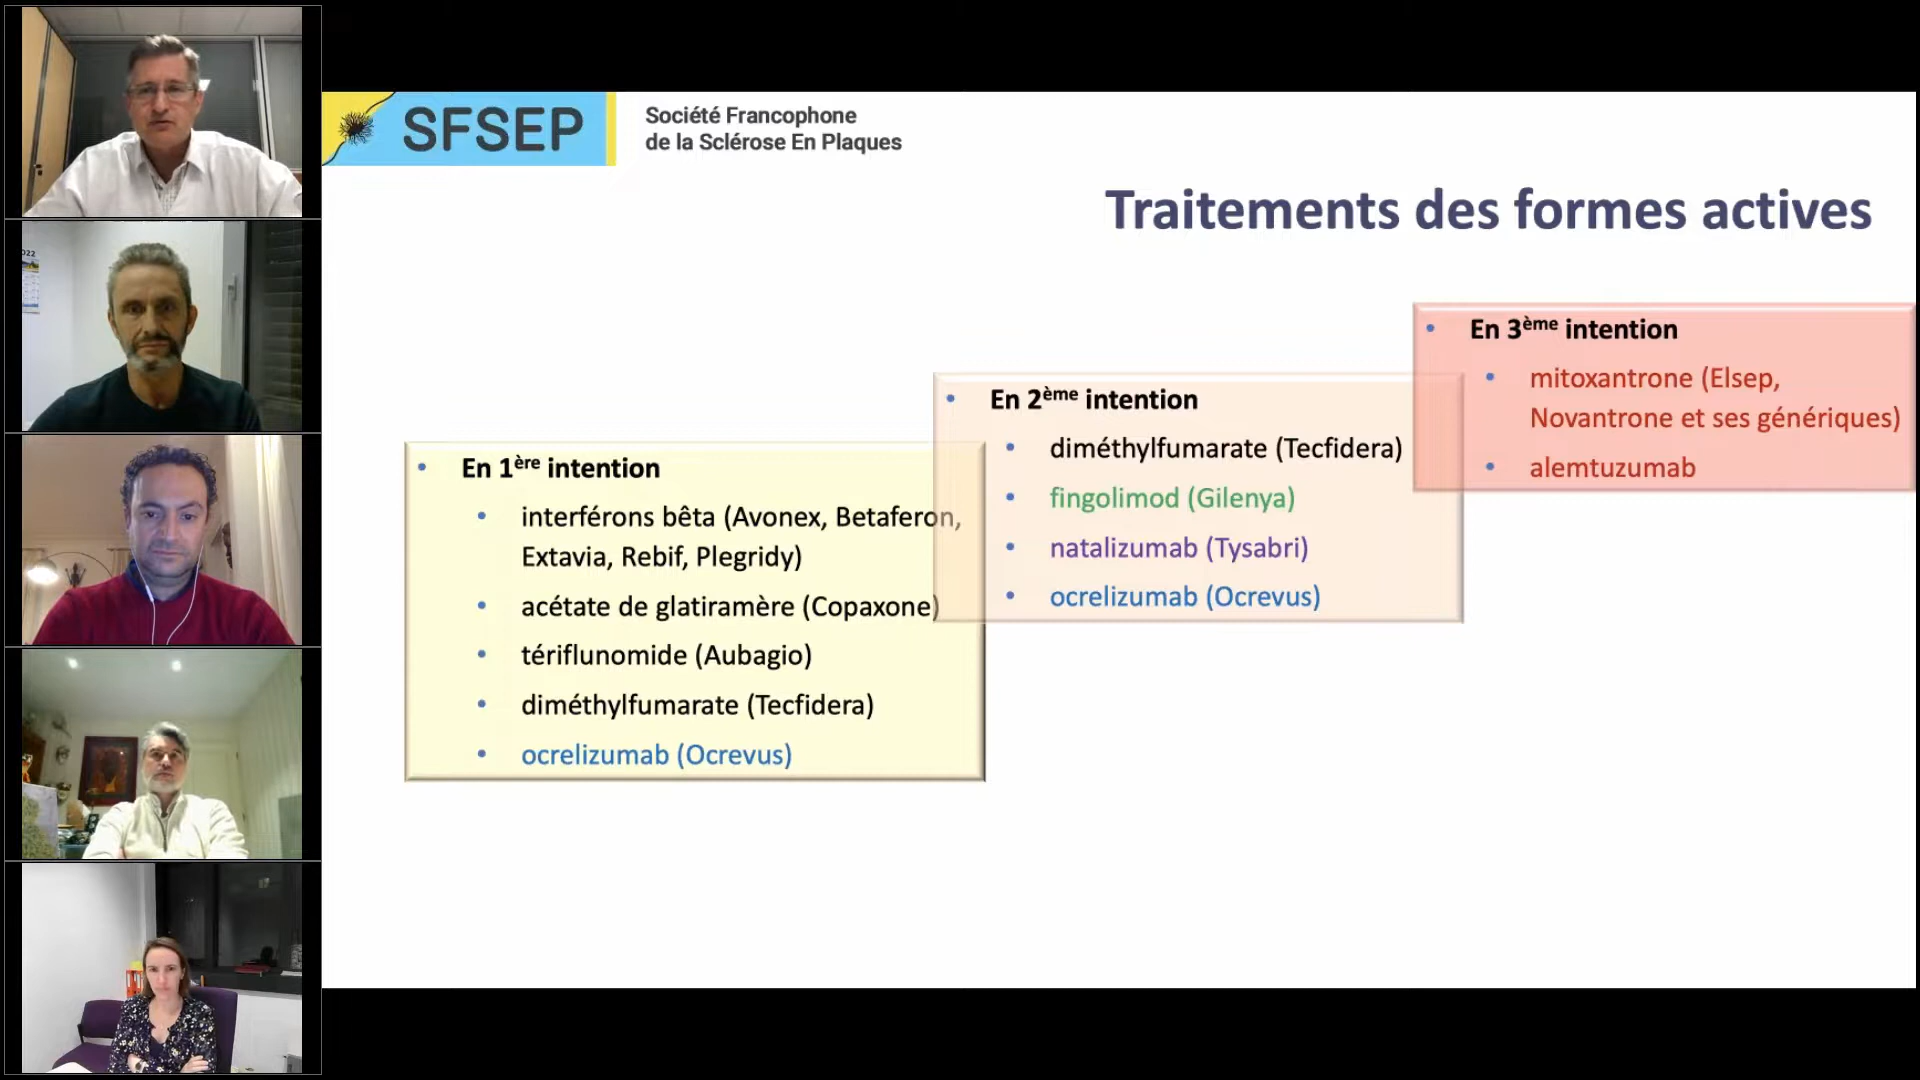 SFSEP
Société Francophone
de la Sclérose En Plaques
Traitements des formes actives
• En 1ère intention
• interférons bêta (Avonex, Betaferon,
Extavia, Rebif, Plegridy)
• acétate de glatiramère (Copaxone)
• tériflunomide (Aubagio)
• diméthylfumarate (Tecfidera)
• ocrelizumab (Ocrevus)
• En 2ème intention
• diméthylfumarate (Tecfidera)
• fingolimod (Gilenya)
• natalizumab (Tysabri)
• ocrelizumab (Ocrevus)
• En 3ème intention
• mitoxantrone (Elsep,
Novantrone et ses génériques)
• alemtuzumab